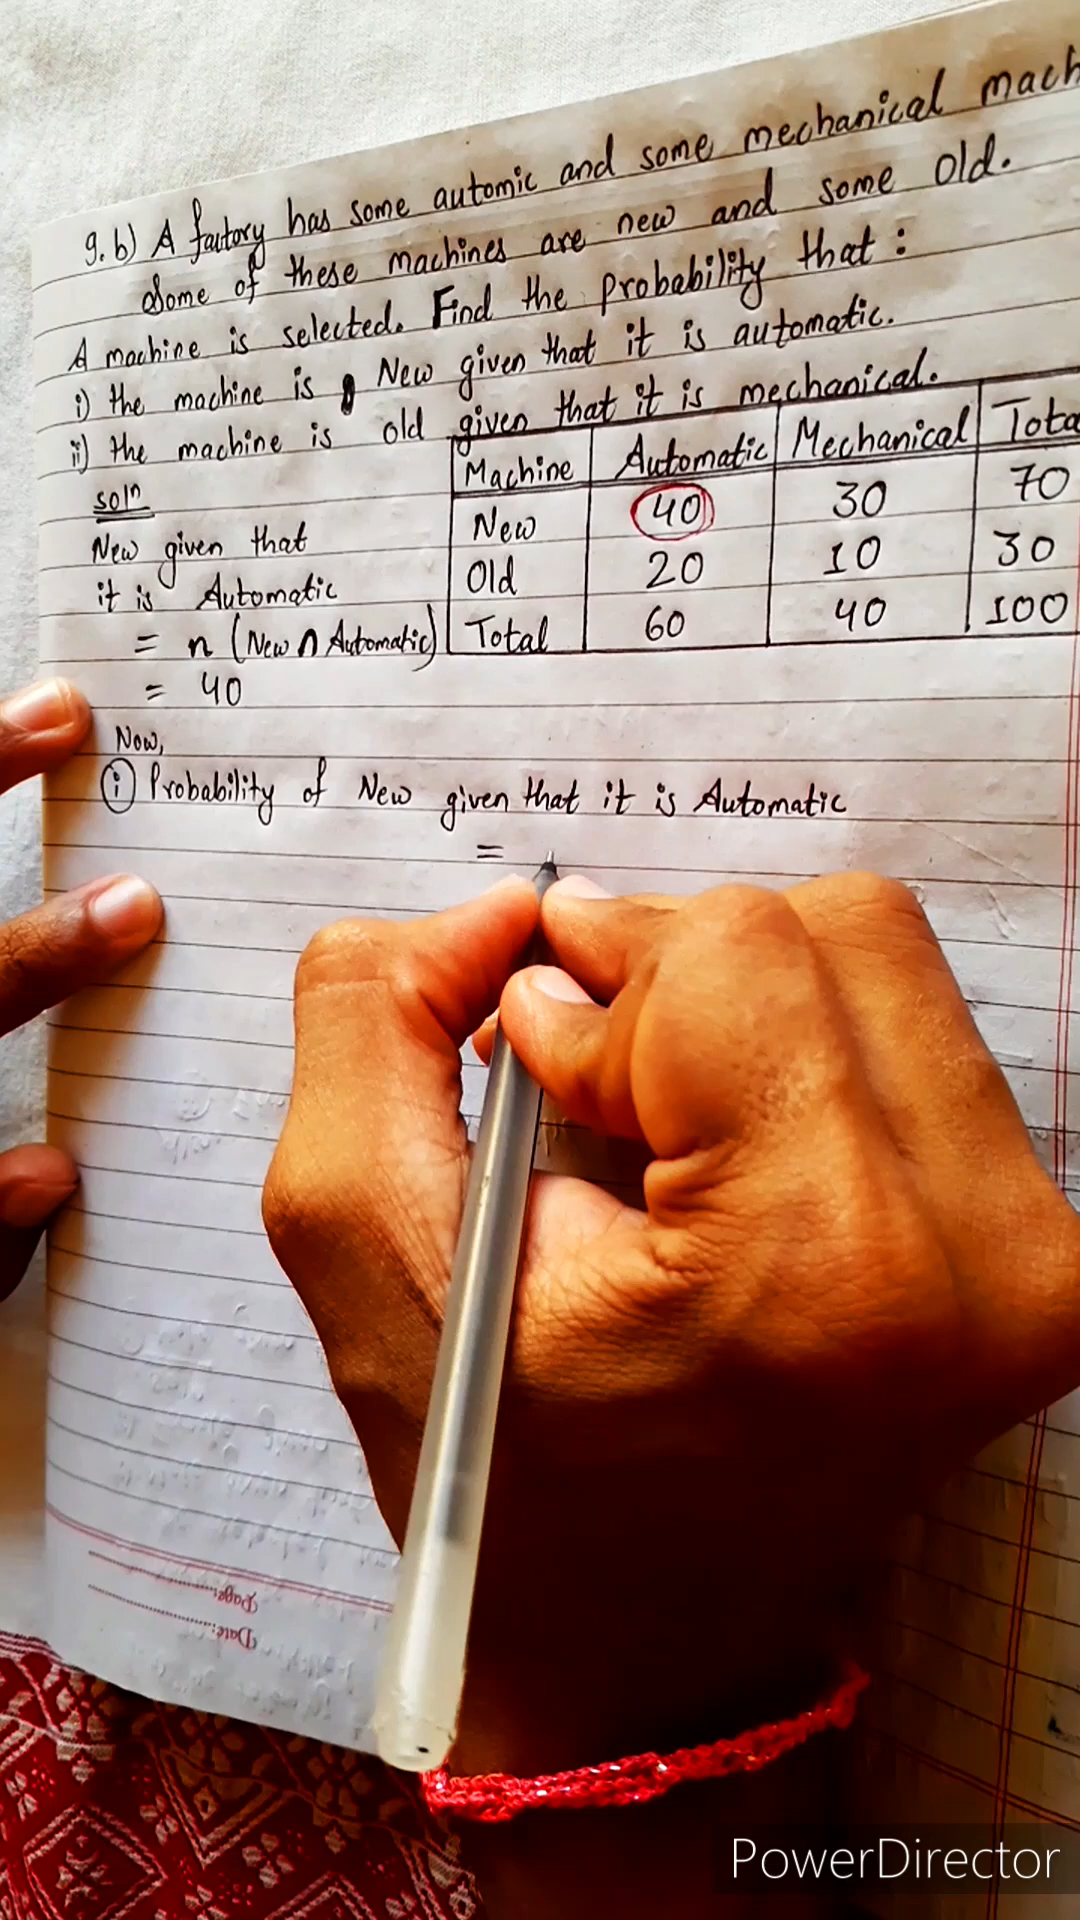 9. b) A factory has some automic and some mechanical mach
Some of these machines are new and some old.
A machine is selected. Find the probability that :
i) the machine is New given that it is automatic.
ii) the machine is old given that it is mechanical.
Machine Automatic Mechanical Tota
New 40 30 70
Old 20 10 30
Total 60 40 100
soln
New given that
it is Automatic
= n (New ∩ Automatic)
= 40
Now,
i Probability of New given that it is Automatic
=
Page:
Date:
PowerDirector